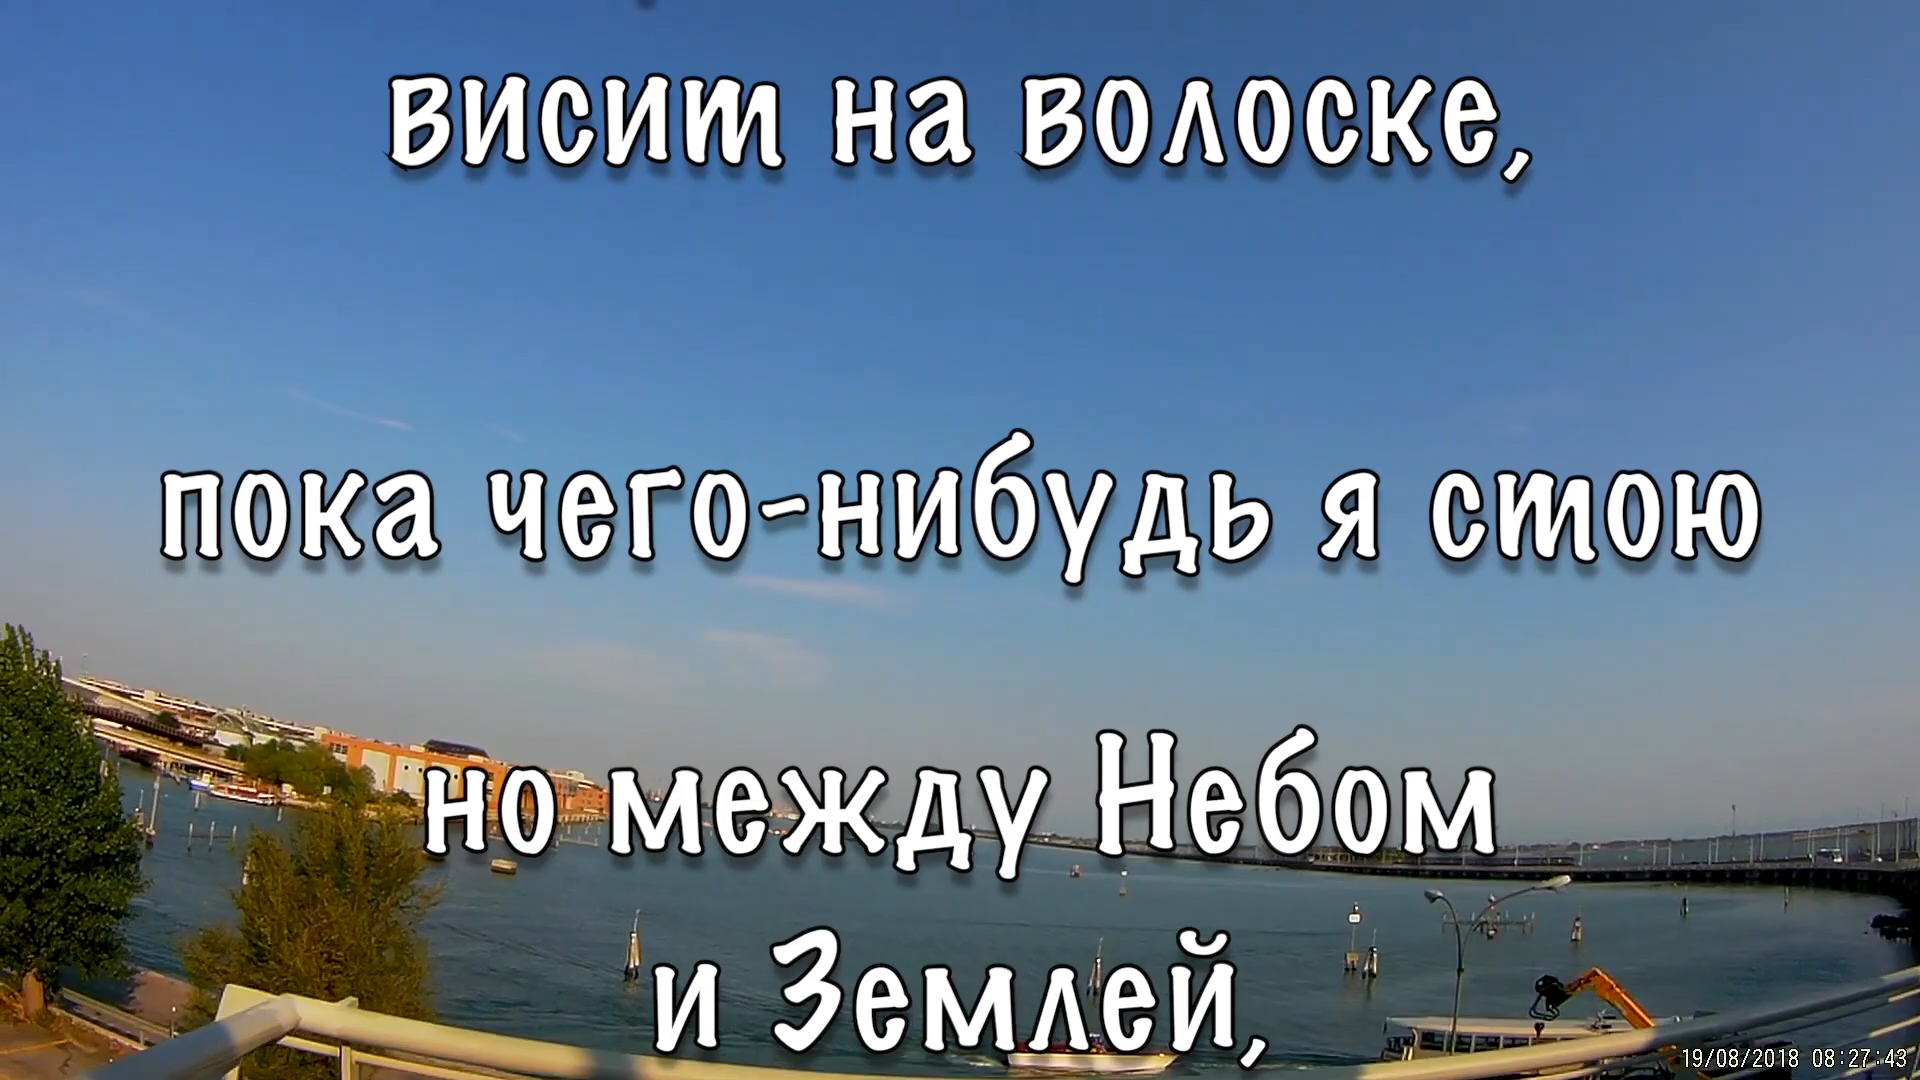 висит на волоске,
пока чего-нибудь я стою
но между Небом
и Землей,
19/08/2018 08:27:43